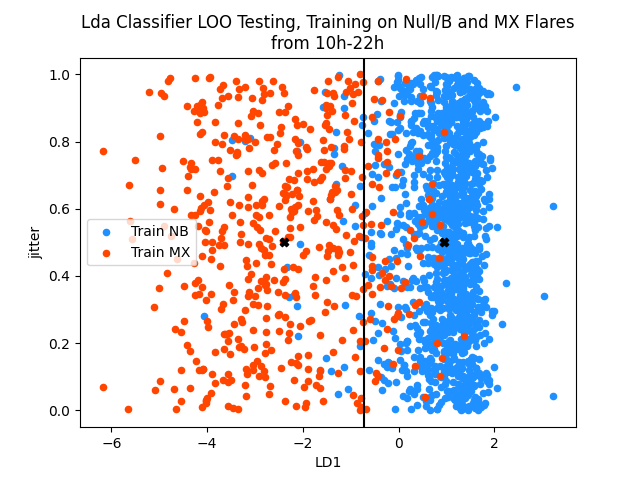 Lda Classifier LOO Testing, Training on Null/B and MX Flares
from 10h-22h
1.0
0.8
0.6
0.4
0.2
0.0
jitter
Train NB
Train MX
−6
−4
−2
0
2
LD1